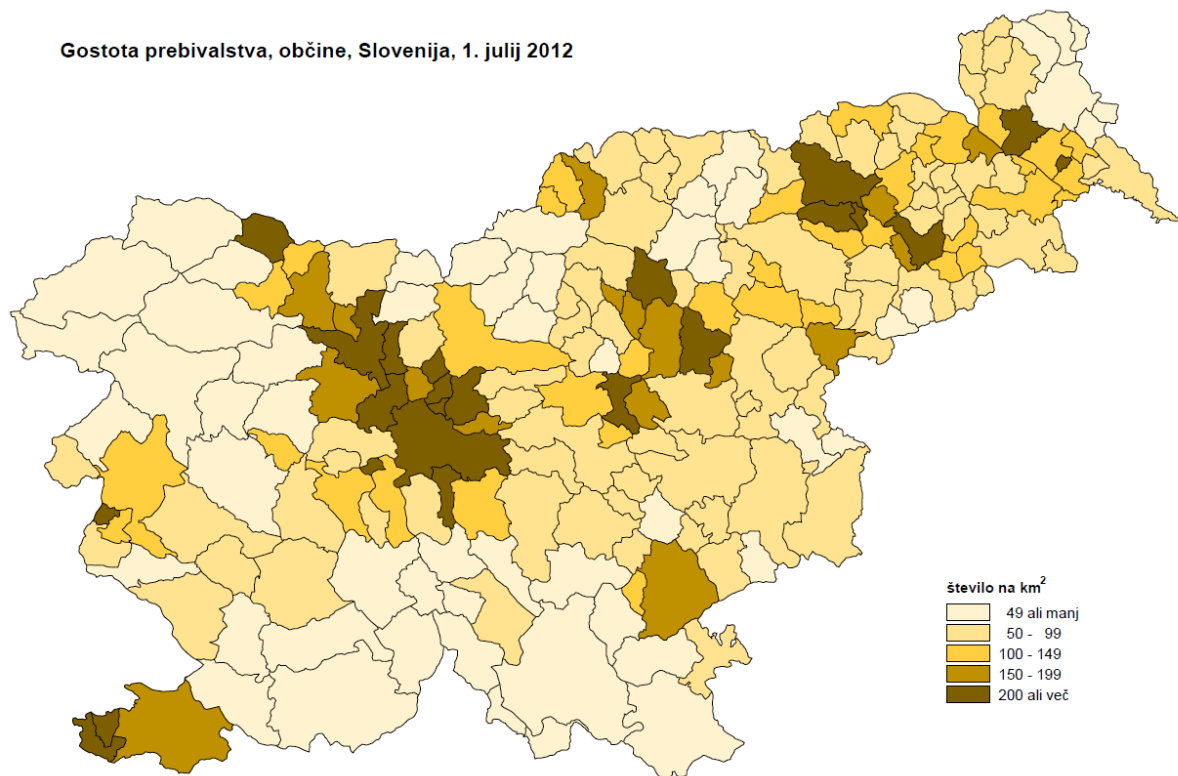 Gostota prebivalstva, občine, Slovenija, 1. julij 2012
število na km²
49 ali manj
50 - 99
100 - 149
150 - 199
200 ali več